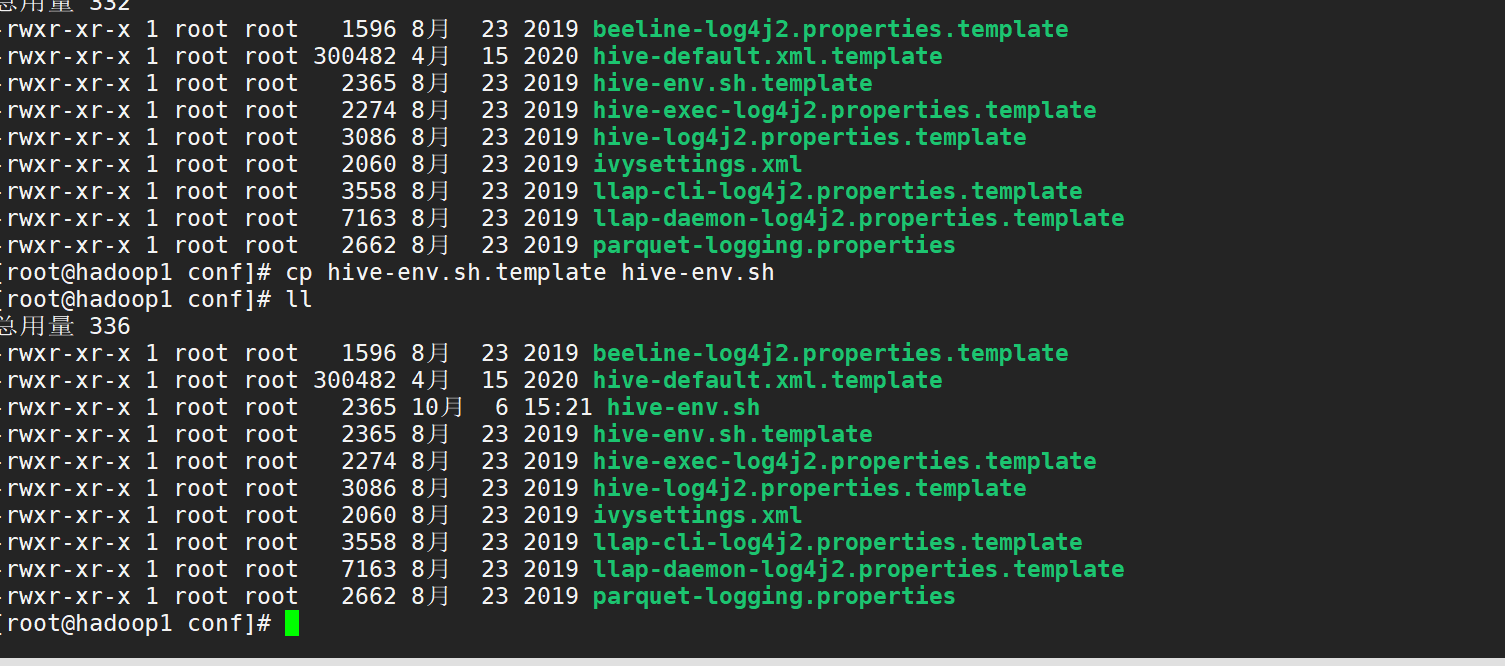 总用量 332
-rwxr-xr-x 1 root root   1596 8月  23 2019 beeline-log4j2.properties.template
-rwxr-xr-x 1 root root 300482 4月  15 2020 hive-default.xml.template
-rwxr-xr-x 1 root root   2365 8月  23 2019 hive-env.sh.template
-rwxr-xr-x 1 root root   2274 8月  23 2019 hive-exec-log4j2.properties.template
-rwxr-xr-x 1 root root   3086 8月  23 2019 hive-log4j2.properties.template
-rwxr-xr-x 1 root root   2060 8月  23 2019 ivysettings.xml
-rwxr-xr-x 1 root root   3558 8月  23 2019 llap-cli-log4j2.properties.template
-rwxr-xr-x 1 root root   7163 8月  23 2019 llap-daemon-log4j2.properties.template
-rwxr-xr-x 1 root root   2662 8月  23 2019 parquet-logging.properties
[root@hadoop1 conf]# cp hive-env.sh.template hive-env.sh
[root@hadoop1 conf]# ll
总用量 336
-rwxr-xr-x 1 root root   1596 8月  23 2019 beeline-log4j2.properties.template
-rwxr-xr-x 1 root root 300482 4月  15 2020 hive-default.xml.template
-rwxr-xr-x 1 root root   2365 10月  6 15:21 hive-env.sh
-rwxr-xr-x 1 root root   2365 8月  23 2019 hive-env.sh.template
-rwxr-xr-x 1 root root   2274 8月  23 2019 hive-exec-log4j2.properties.template
-rwxr-xr-x 1 root root   3086 8月  23 2019 hive-log4j2.properties.template
-rwxr-xr-x 1 root root   2060 8月  23 2019 ivysettings.xml
-rwxr-xr-x 1 root root   3558 8月  23 2019 llap-cli-log4j2.properties.template
-rwxr-xr-x 1 root root   7163 8月  23 2019 llap-daemon-log4j2.properties.template
-rwxr-xr-x 1 root root   2662 8月  23 2019 parquet-logging.properties
[root@hadoop1 conf]#